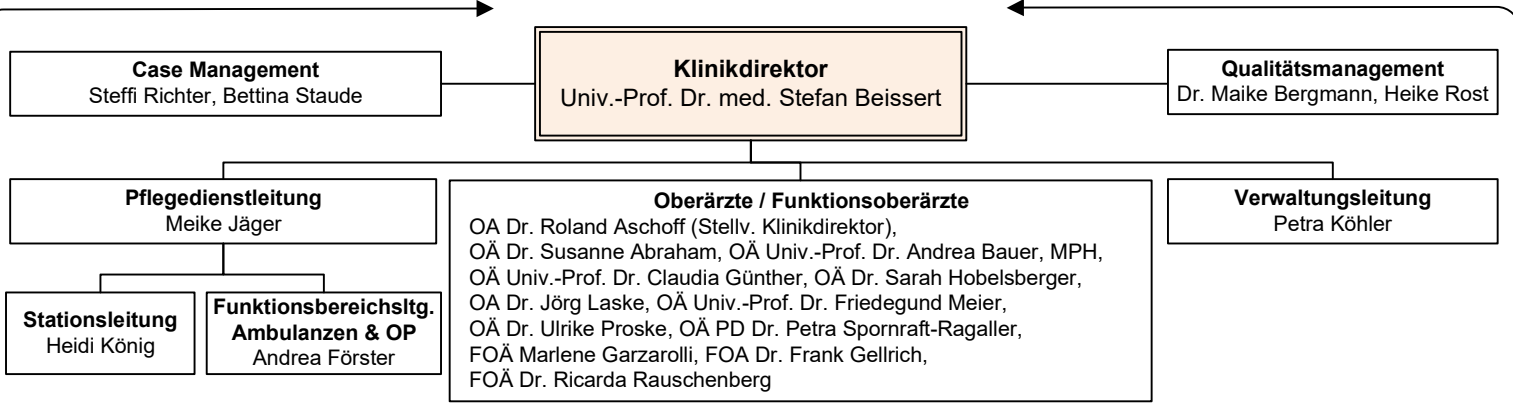 Case Management
Steffi Richter, Bettina Staude
Klinikdirektor
Univ.-Prof. Dr. med. Stefan Beissert
Qualitätsmanagement
Dr. Maike Bergmann, Heike Rost
Pflegedienstleitung
Meike Jäger
Oberärzte / Funktionsoberärzte
OA Dr. Roland Aschoff (Stellv. Klinikdirektor),
OÄ Dr. Susanne Abraham, OÄ Univ.-Prof. Dr. Andrea Bauer, MPH,
OÄ Univ.-Prof. Dr. Claudia Günther, OÄ Dr. Sarah Hobelsberger,
OA Dr. Jörg Laske, OÄ Univ.-Prof. Dr. Friedegund Meier,
OÄ Dr. Ulrike Proske, OÄ PD Dr. Petra Spornraft-Ragaller,
FOÄ Marlene Garzarolli, FOA Dr. Frank Gellrich,
FOÄ Dr. Ricarda Rauschenberg
Verwaltungsleitung
Petra Köhler
Stationsleitung
Heidi König
Funktionsbereichsltg.
Ambulanzen & OP
Andrea Förster